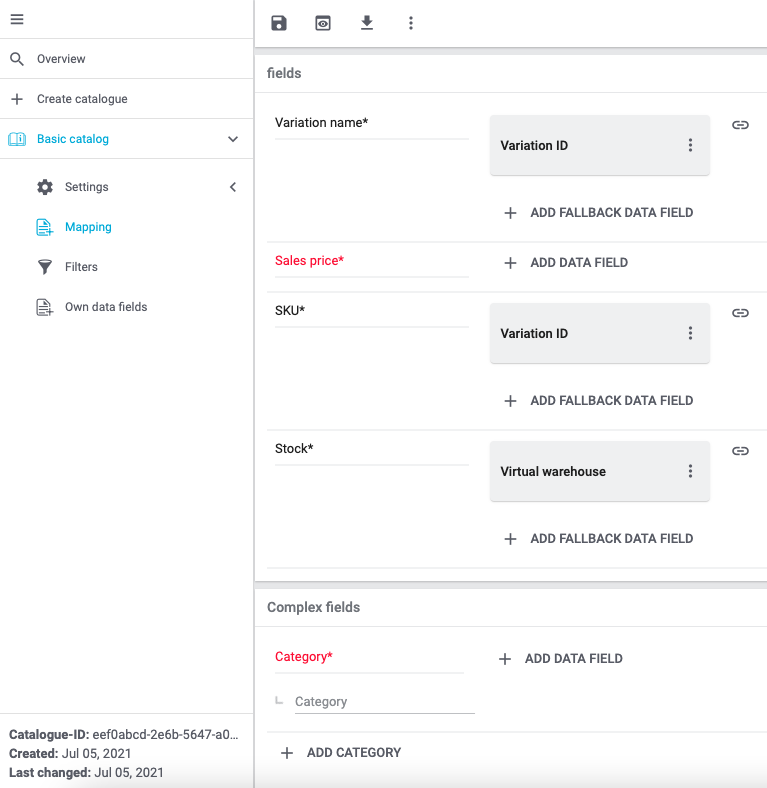 Overview
Create catalogue
Basic catalog
Settings
Mapping
Filters
Own data fields
Catalogue-ID: eef0abcd-2e6b-5647-a0...
Created: Jul 05, 2021
Last changed: Jul 05, 2021
fields
Variation name*
Variation ID
ADD FALLBACK DATA FIELD
Sales price*
ADD DATA FIELD
SKU*
Variation ID
ADD FALLBACK DATA FIELD
Stock*
Virtual warehouse
ADD FALLBACK DATA FIELD
Complex fields
Category*
ADD DATA FIELD
Category
ADD CATEGORY